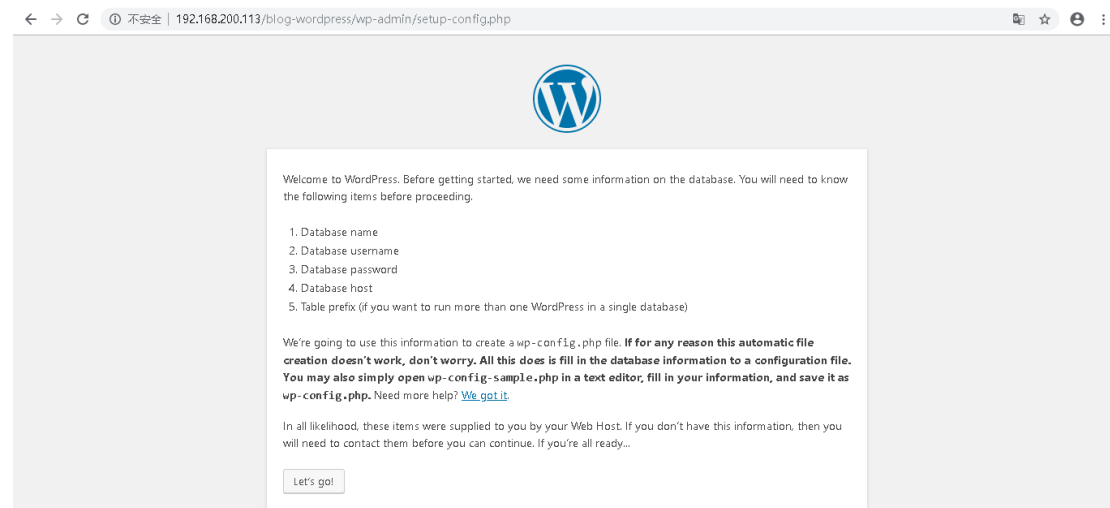 不安全 | 192.168.200.113/blog-wordpress/wp-admin/setup-config.php
Welcome to WordPress. Before getting started, we need some information on the database. You will need to know
the following items before proceeding.
1. Database name
2. Database username
3. Database password
4. Database host
5. Table prefix (if you want to run more than one WordPress in a single database)
We’re going to use this information to create a wp-config.php file. If for any reason this automatic file
creation doesn’t work, don’t worry. All this does is fill in the database information to a configuration file.
You may also simply open wp-config-sample.php in a text editor, fill in your information, and save it as
wp-config.php. Need more help? We got it.
In all likelihood, these items were supplied to you by your Web Host. If you don’t have this information, then you
will need to contact them before you can continue. If you’re all ready...
Let’s go!